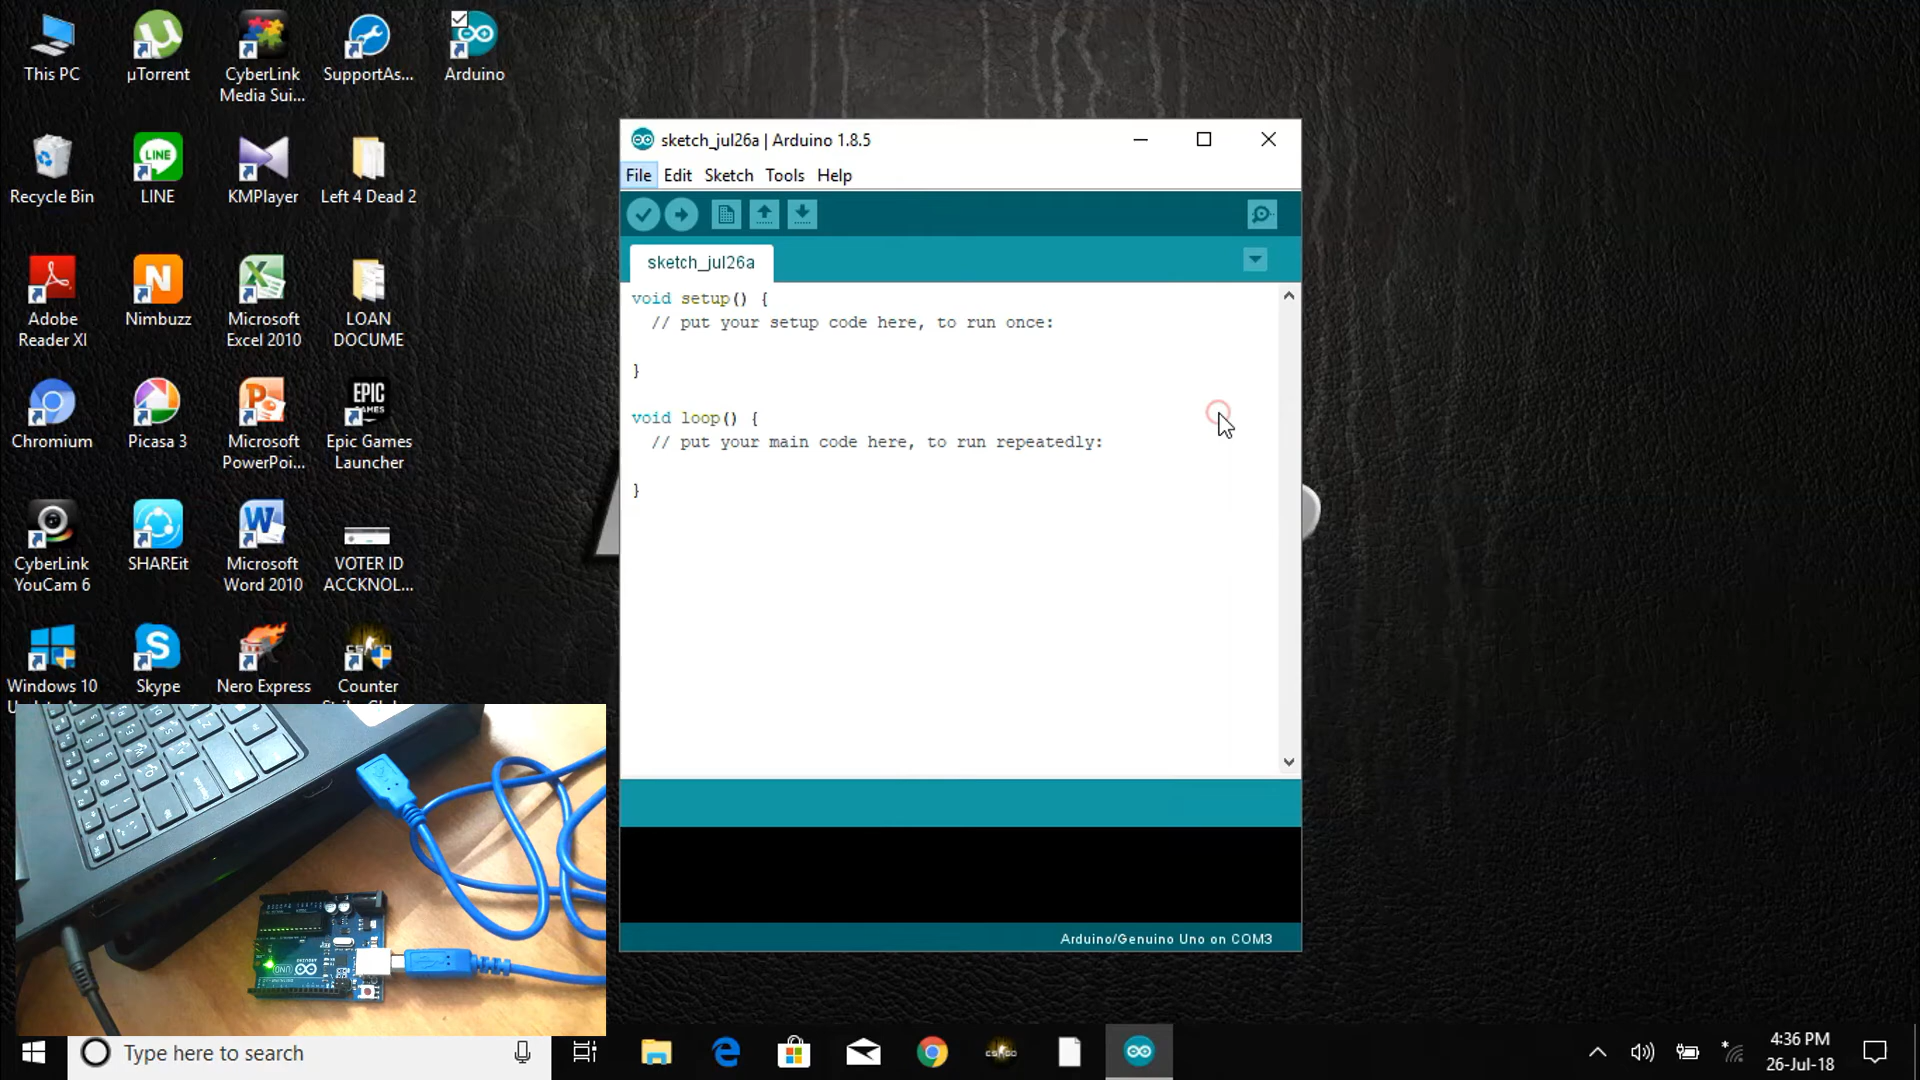 This PC
µTorrent
CyberLink
Media Sui...
SupportAs...
Arduino
Recycle Bin
LINE
LINE
KMPlayer
Left 4 Dead 2
Adobe
Reader XI
Nimbuzz
Microsoft
Excel 2010
LOAN
DOCUME
Chromium
Picasa 3
Microsoft
PowerPoi...
EPIC
GAMES
Epic Games
Launcher
CyberLink
YouCam 6
SHAREit
Microsoft
Word 2010
VOTER ID
ACCKNOL...
Windows 10
Skype
Nero Express
Counter
sketch_jul26a | Arduino 1.8.5
File Edit Sketch Tools Help
sketch_jul26a
void setup() {
// put your setup code here, to run once:
}
void loop() {
// put your main code here, to run repeatedly:
}
Arduino/Genuino Uno on COM3
UNO
Type here to search
CS:GO
4:36 PM
26-Jul-18